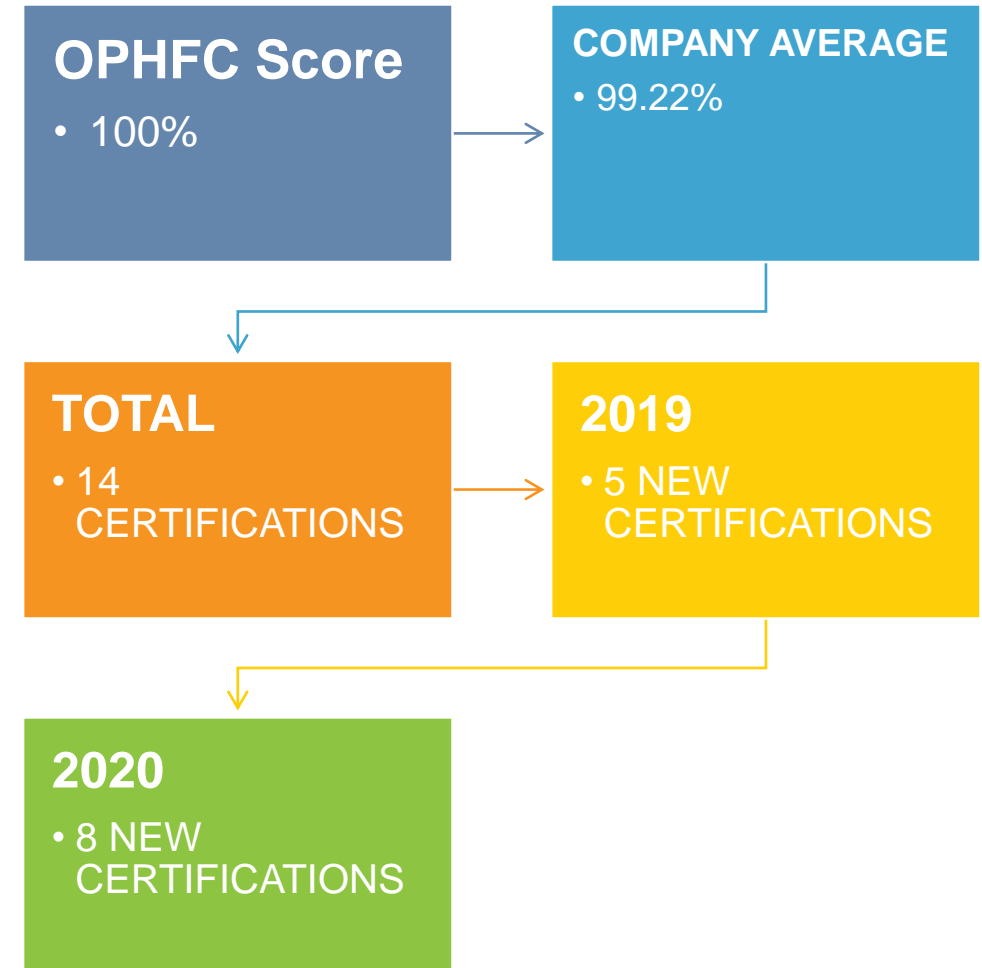 OPHFC Score
• 100%
COMPANY AVERAGE
• 99.22%
TOTAL
• 14
CERTIFICATIONS
2019
• 5 NEW
CERTIFICATIONS
2020
• 8 NEW
CERTIFICATIONS